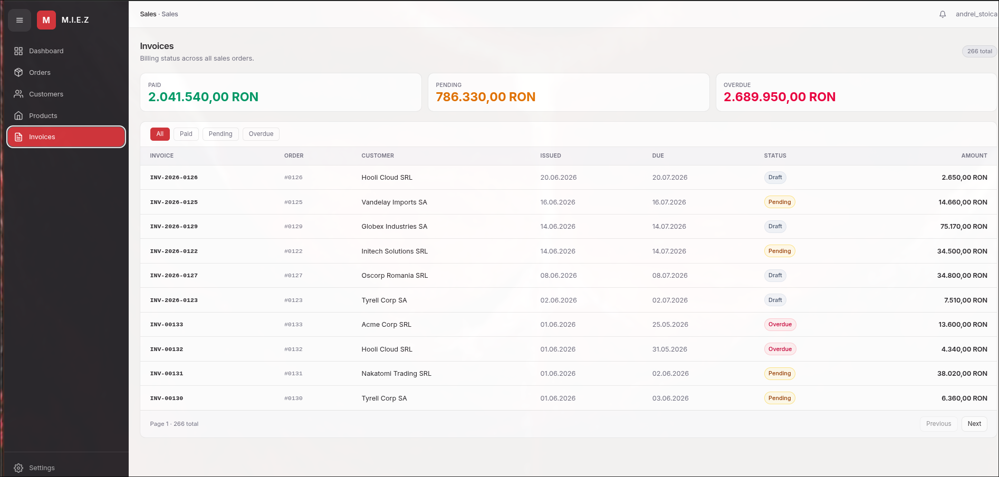 M M.I.E.Z
Dashboard
Orders
Customers
Products
Invoices
Settings
Sales · Sales
andrei_stoica
Invoices
Billing status across all sales orders.
266 total
PAID
2.041.540,00 RON
PENDING
786.330,00 RON
OVERDUE
2.689.950,00 RON
All Paid Pending Overdue
INVOICE ORDER CUSTOMER ISSUED DUE STATUS AMOUNT
INV-2026-0126 #0126 Hooli Cloud SRL 20.06.2026 20.07.2026 Draft 2.650,00 RON
INV-2026-0125 #0125 Vandelay Imports SA 16.06.2026 16.07.2026 Pending 14.660,00 RON
INV-2026-0129 #0129 Globex Industries SA 14.06.2026 14.07.2026 Draft 75.170,00 RON
INV-2026-0122 #0122 Initech Solutions SRL 14.06.2026 14.07.2026 Pending 34.500,00 RON
INV-2026-0127 #0127 Oscorp Romania SRL 08.06.2026 08.07.2026 Draft 34.800,00 RON
INV-2026-0123 #0123 Tyrell Corp SA 02.06.2026 02.07.2026 Draft 7.510,00 RON
INV-00133 #0133 Acme Corp SRL 01.06.2026 25.05.2026 Overdue 13.600,00 RON
INV-00132 #0132 Hooli Cloud SRL 01.06.2026 31.05.2026 Overdue 4.340,00 RON
INV-00131 #0131 Nakatomi Trading SRL 01.06.2026 02.06.2026 Pending 38.020,00 RON
INV-00130 #0130 Tyrell Corp SA 01.06.2026 03.06.2026 Pending 6.360,00 RON
Page 1 · 266 total
Previous Next